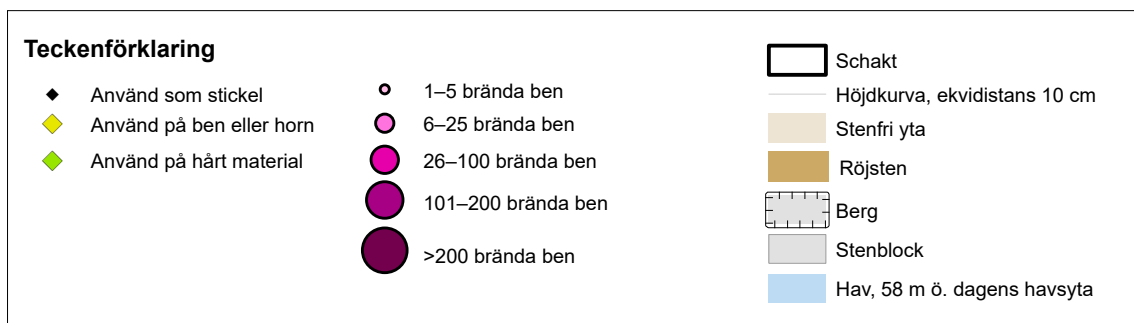 Teckenförklaring
Använd som stickel
Använd på ben eller horn
Använd på hårt material
1–5 brända ben
6–25 brända ben
26–100 brända ben
101–200 brända ben
>200 brända ben
Schakt
Höjdkurva, ekvidistans 10 cm
Stenfri yta
Röjsten
Berg
Stenblock
Hav, 58 m ö. dagens havsyta